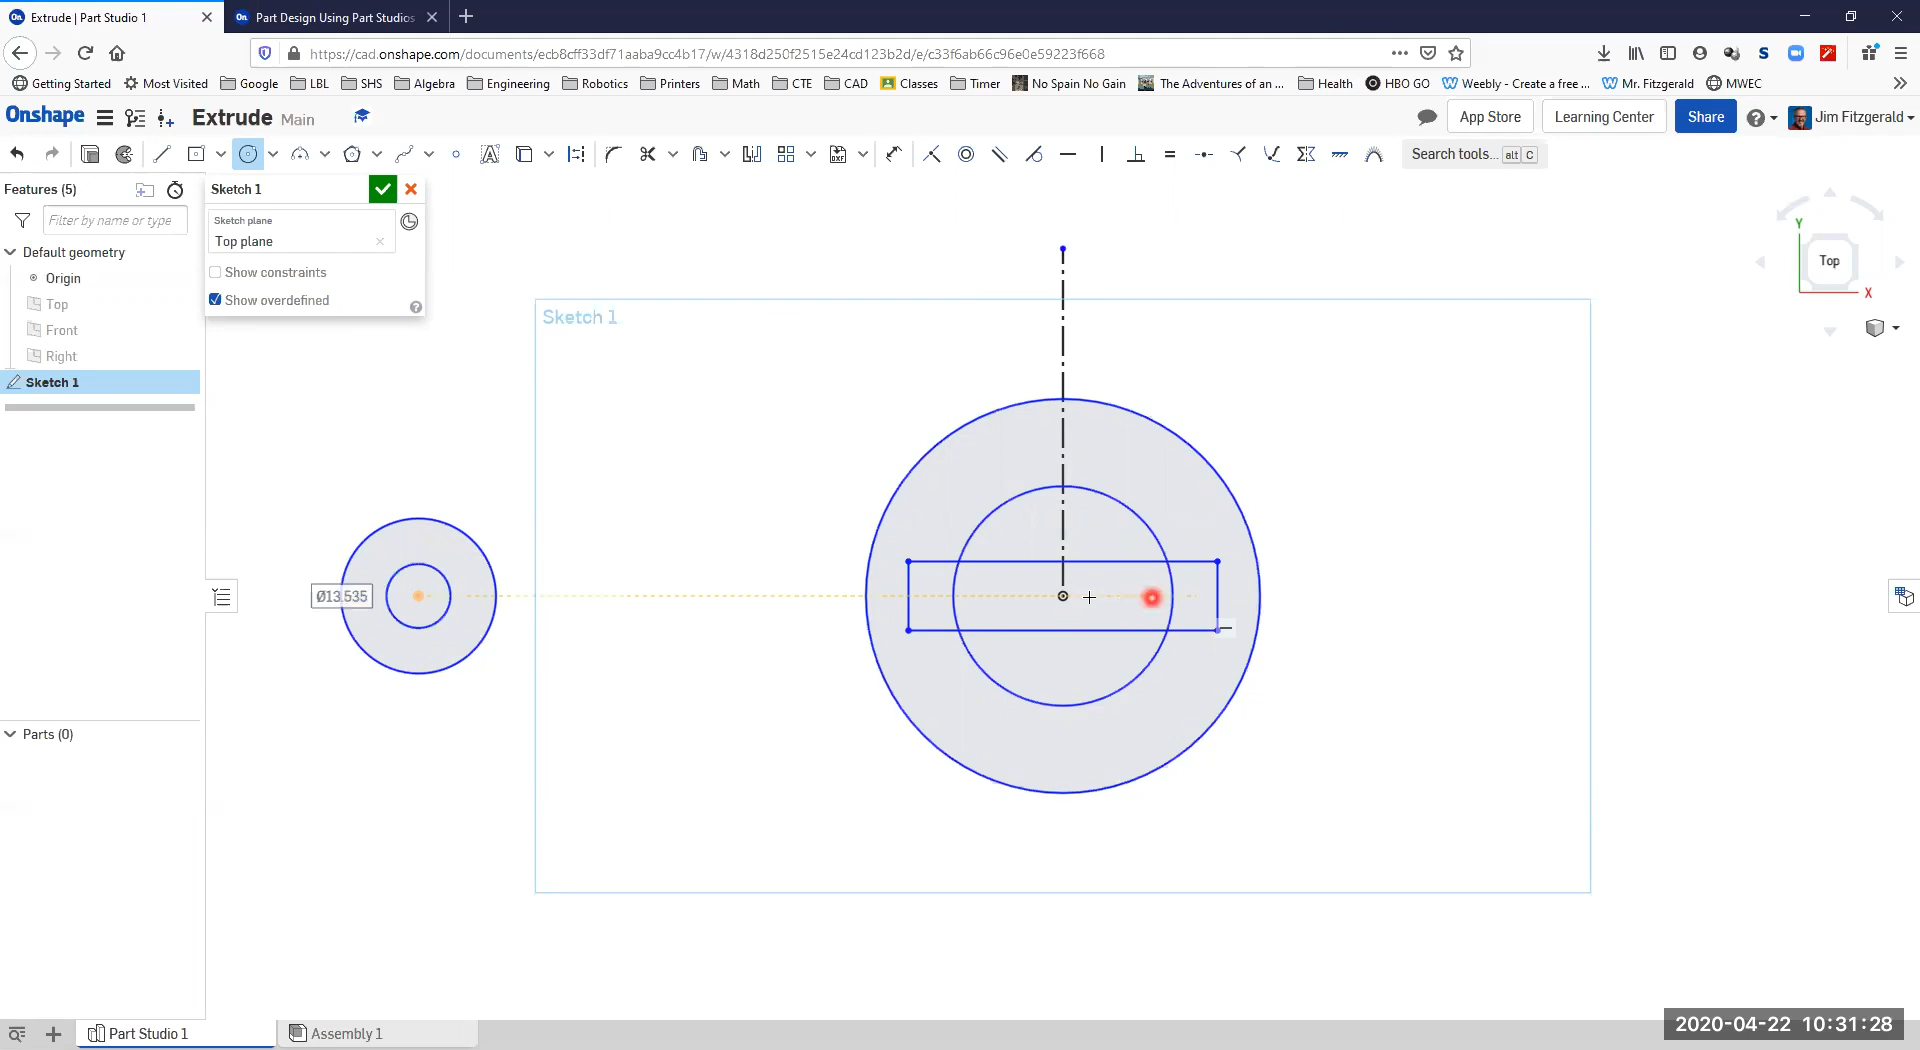 Extrude | Part Studio 1
Part Design Using Part Studios
https://cad.onshape.com/documents/ecb8cff33df71aaba9cc4b17/w/4318d250f2515e24cd123b2d/e/c33f6ab66c96e0e59223f668
Getting Started Most Visited Google LBL SHS Algebra Engineering Robotics Printers Math CTE CAD Classes Timer No Spain No Gain The Adventures of an ... Health HBO GO Weebly - Create a free ... Mr. Fitzgerald MWEC
Onshape Extrude Main App Store Learning Center Share Jim Fitzgerald
Search tools... alt C
Features (5)
Filter by name or type
Default geometry
Origin
Top
Front
Right
Sketch 1
Parts (0)
Sketch 1
Sketch plane
Top plane
Show constraints
Show overdefined
Sketch 1
Ø13.535
Y
Top
X
Part Studio 1
Assembly 1
2020-04-22 10:31:28